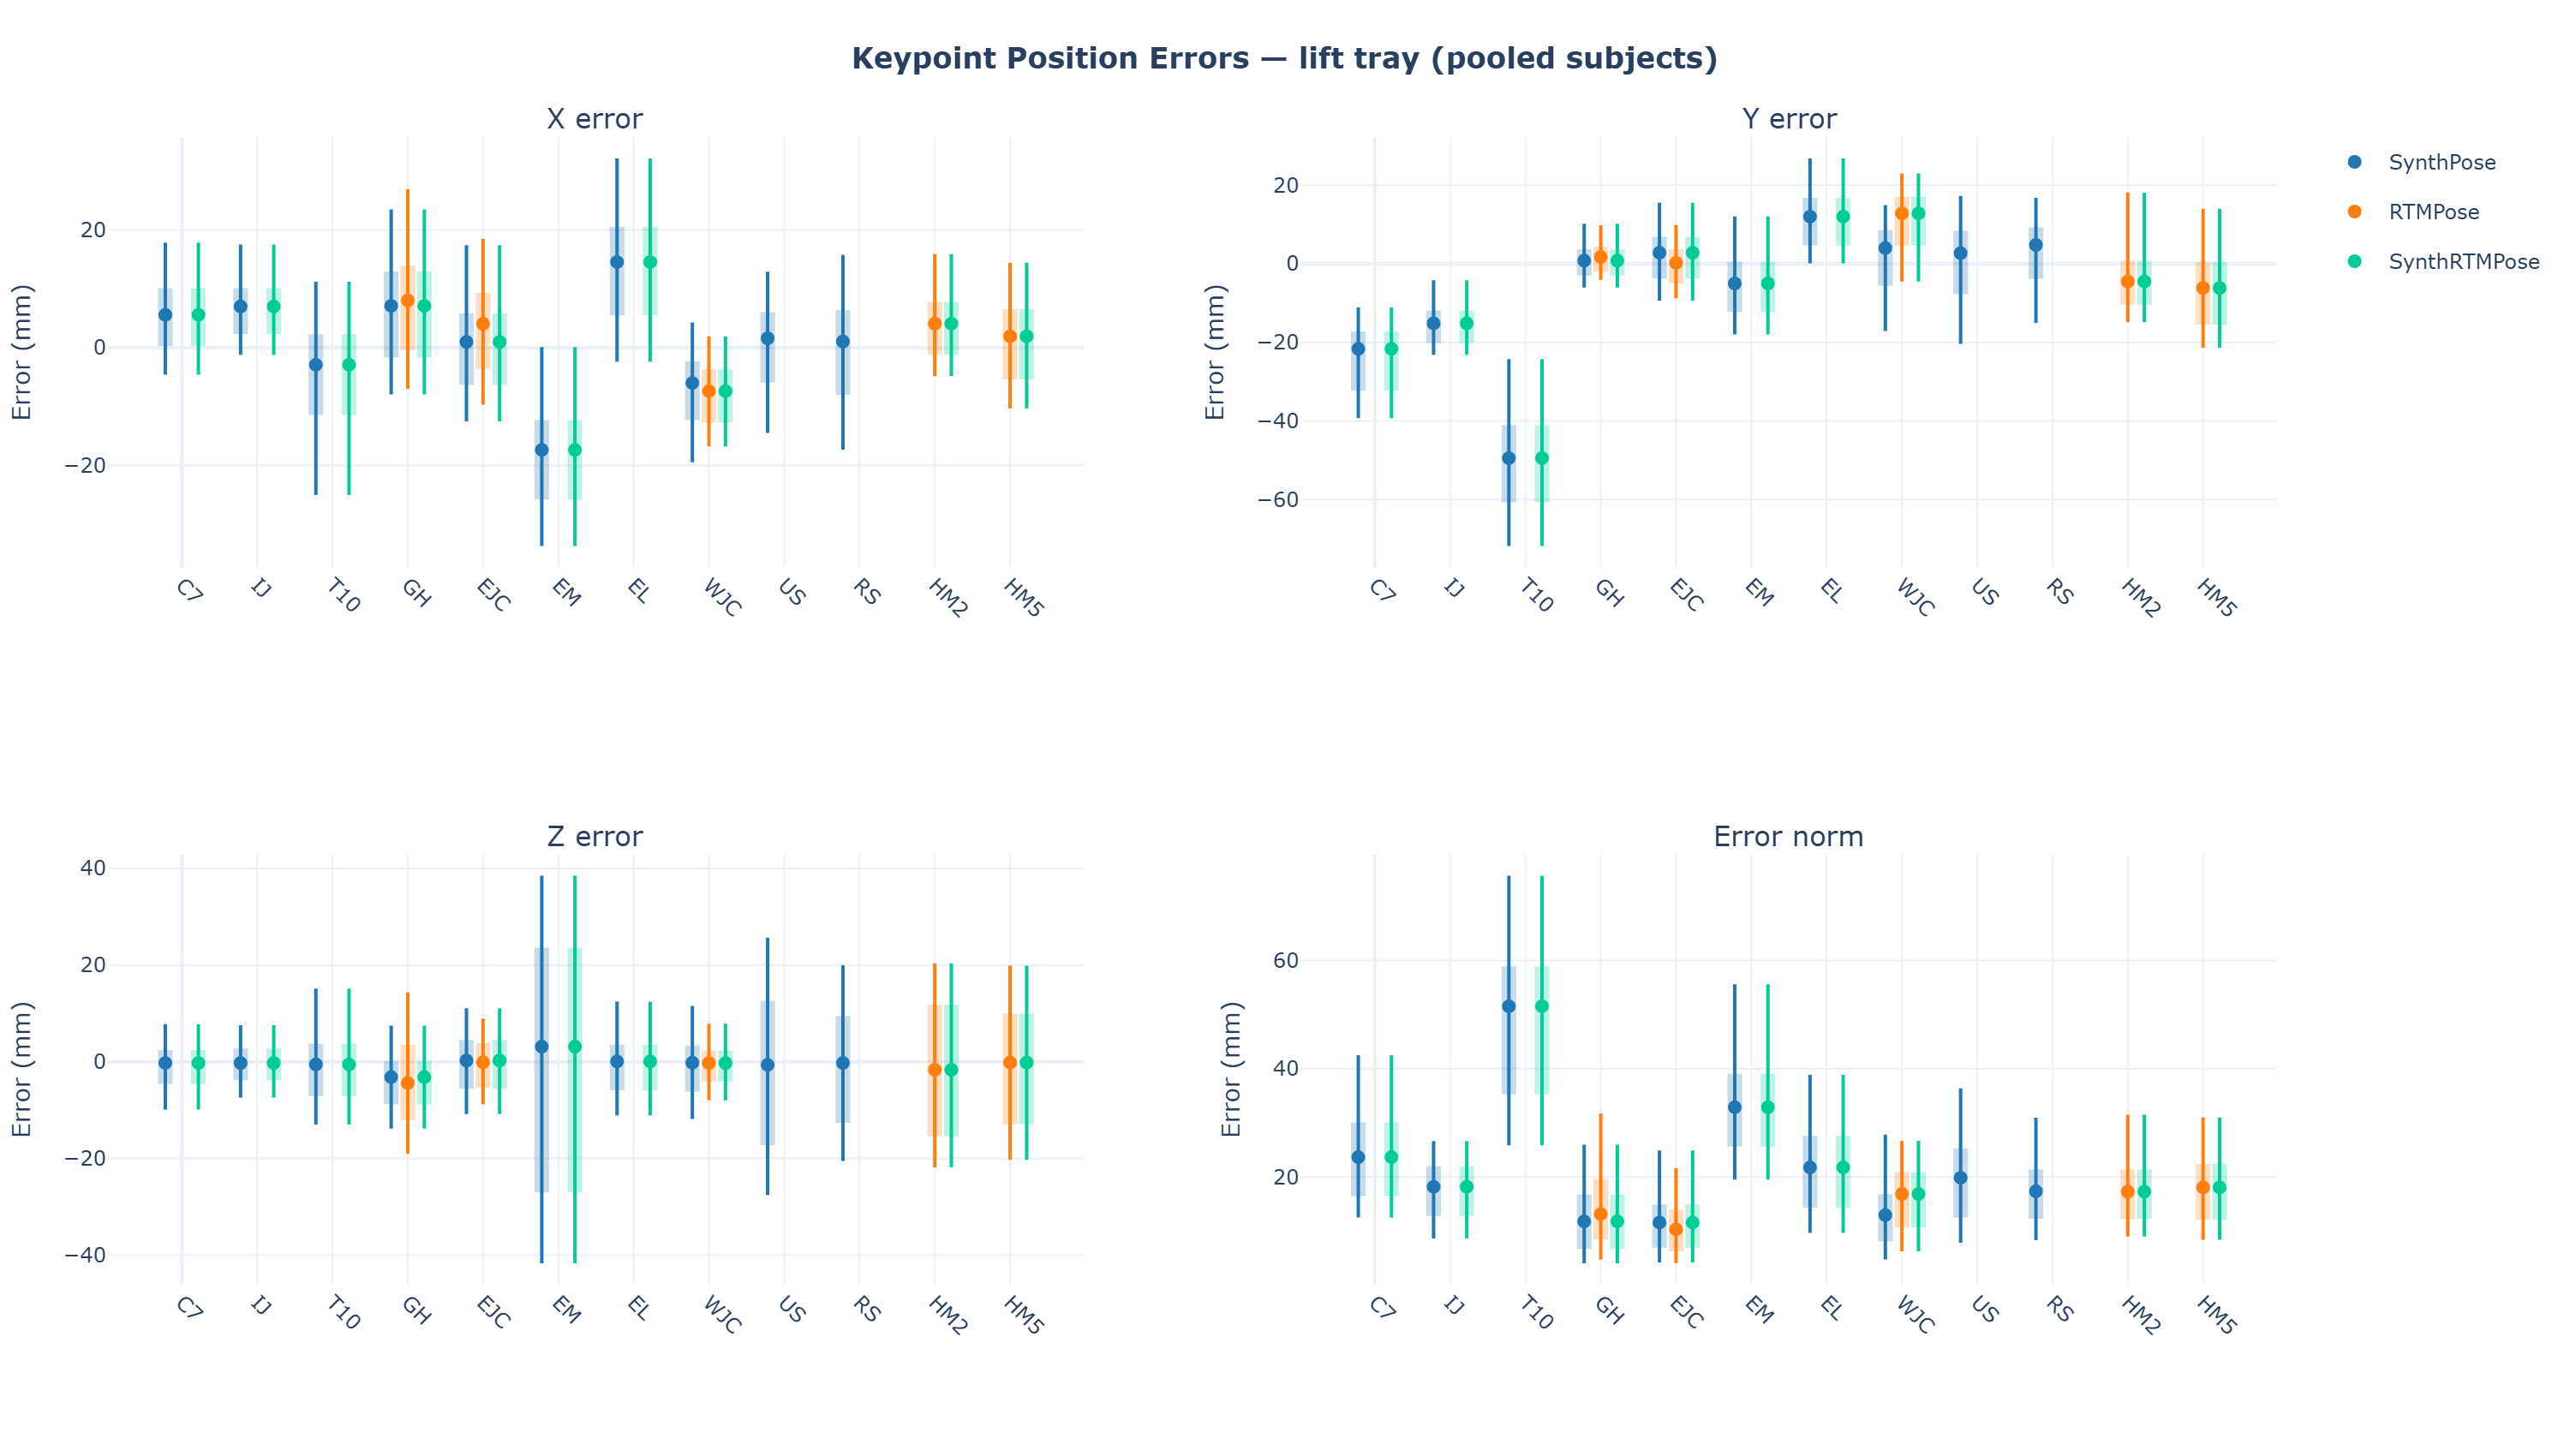 Keypoint Position Errors — lift tray (pooled subjects)
X error
Y error
SynthPose
RTMPose
SynthRTMPose
Error (mm)
20
0
−20
C7
IJ
T10
GH
EJC
EM
EL
WJC
US
RS
HM2
HM5
Error (mm)
20
0
−20
−40
−60
C7
IJ
T10
GH
EJC
EM
EL
WJC
US
RS
HM2
HM5
Z error
Error norm
Error (mm)
40
20
0
−20
−40
C7
IJ
T10
GH
EJC
EM
EL
WJC
US
RS
HM2
HM5
Error (mm)
60
40
20
C7
IJ
T10
GH
EJC
EM
EL
WJC
US
RS
HM2
HM5